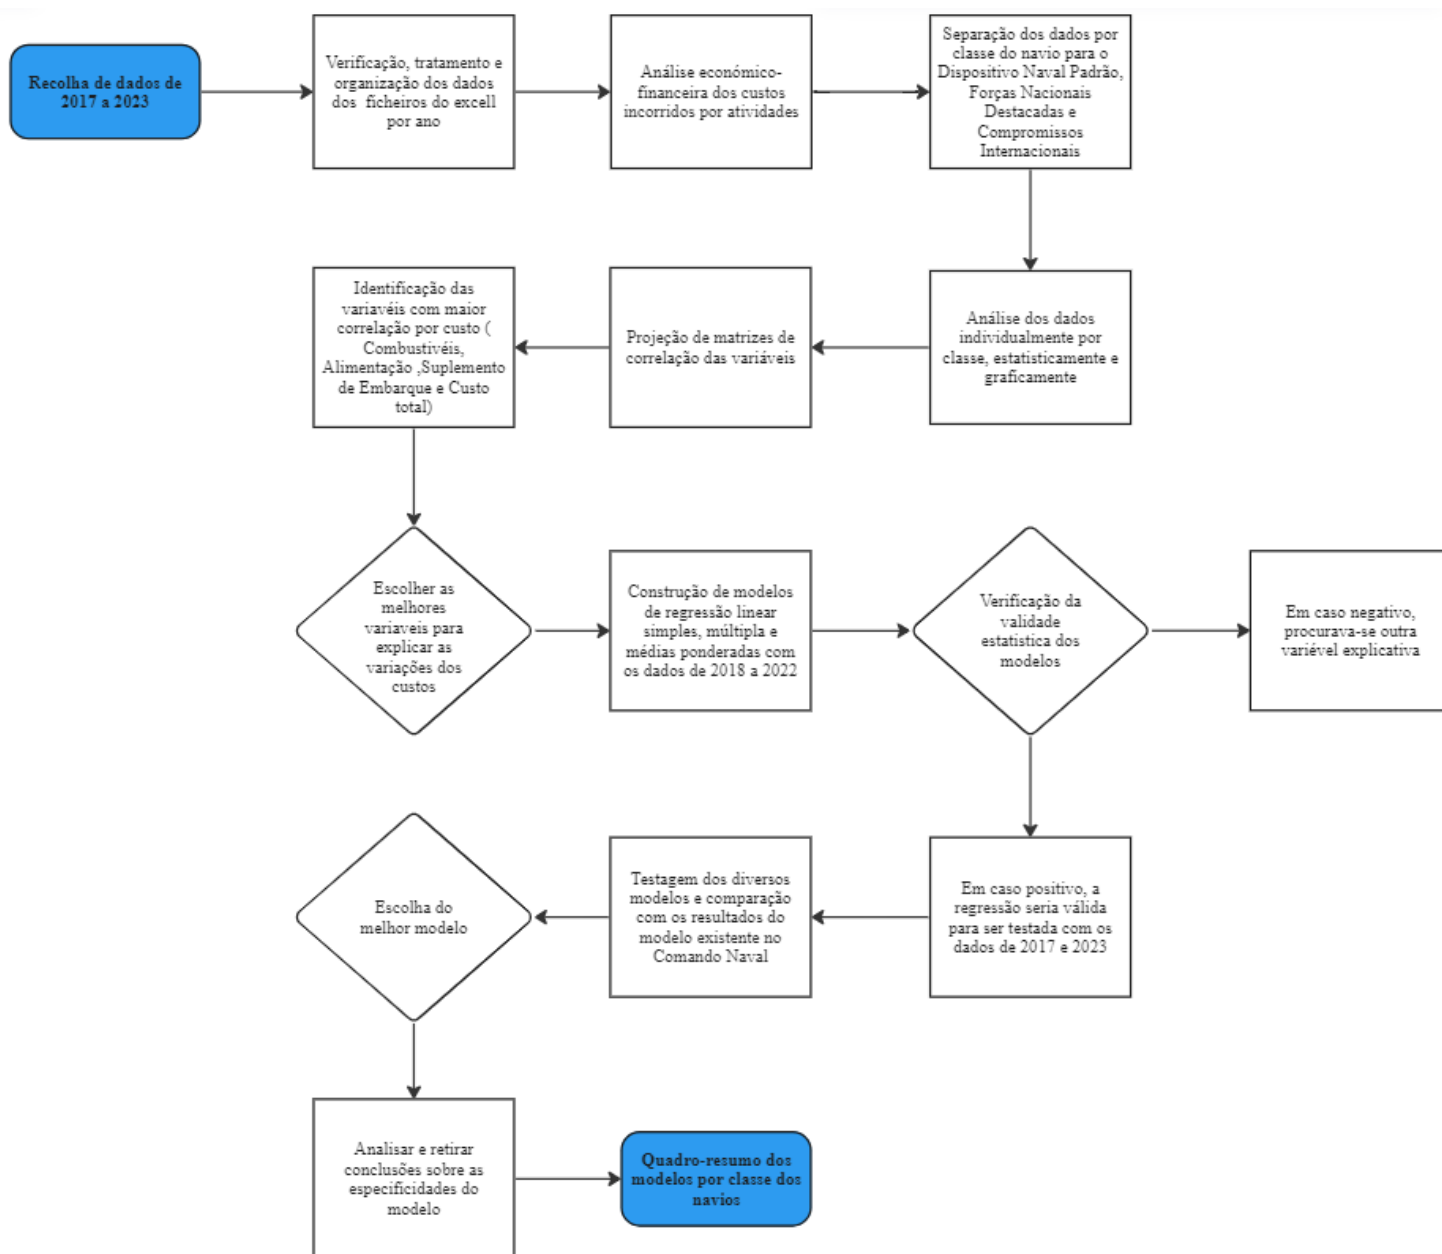 Recolha de dados de
2017 a 2023
Verificação, tratamento e
organização dos dados
dos  ficheiros do excell
por ano
Análise económico-
financeira dos custos
incorridos por atividades
Separação dos dados por
classe do navio para o
Dispositivo Naval Padrão,
Forças Nacionais
Destacadas e
Compromissos
Internacionais
Análise dos dados
individualmente por
classe, estatisticamente e
graficamente
Projeção de matrizes de
correlação das variáveis
Identificação das
variavéis com maior
correlação por custo (
Combustivéis,
Alimentação ,Suplemento
de Embarque e Custo
total)
Escolher as
melhores
variaveis para
explicar as
variações dos
custos
Construção de modelos
de regressão linear
simples, múltipla e
médias ponderadas com
os dados de 2018 a 2022
Verificação da
validade
estatistica dos
modelos
Em caso negativo,
procurava-se outra
variável explicativa
Em caso positivo, a
regressão seria válida
para ser testada com os
dados de 2017 e 2023
Testagem dos diversos
modelos e comparação
com os resultados do
modelo existente no
Comando Naval
Escolha do
melhor modelo
Analisar e retirar
conclusões sobre as
especificidades do
modelo
Quadro-resumo dos
modelos por classe dos
navios